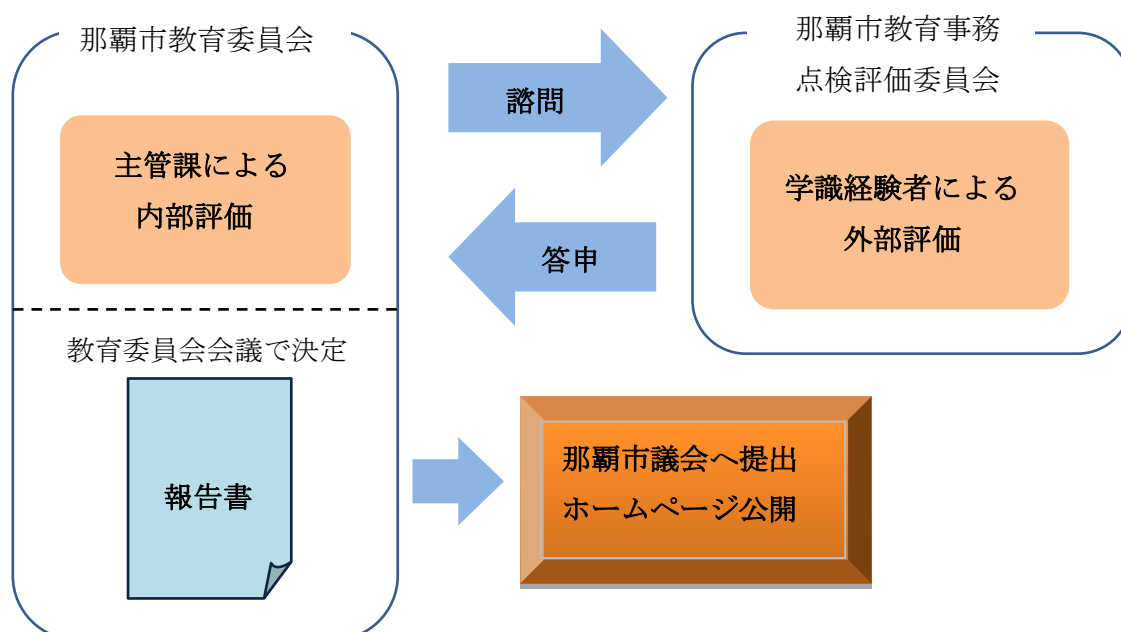 那覇市教育委員会
主管課による
内部評価
諮問
答申
那覇市教育事務
点検評価委員会
学識経験者による
外部評価
教育委員会会議で決定
報告書
那覇市議会へ提出
ホームページ公開